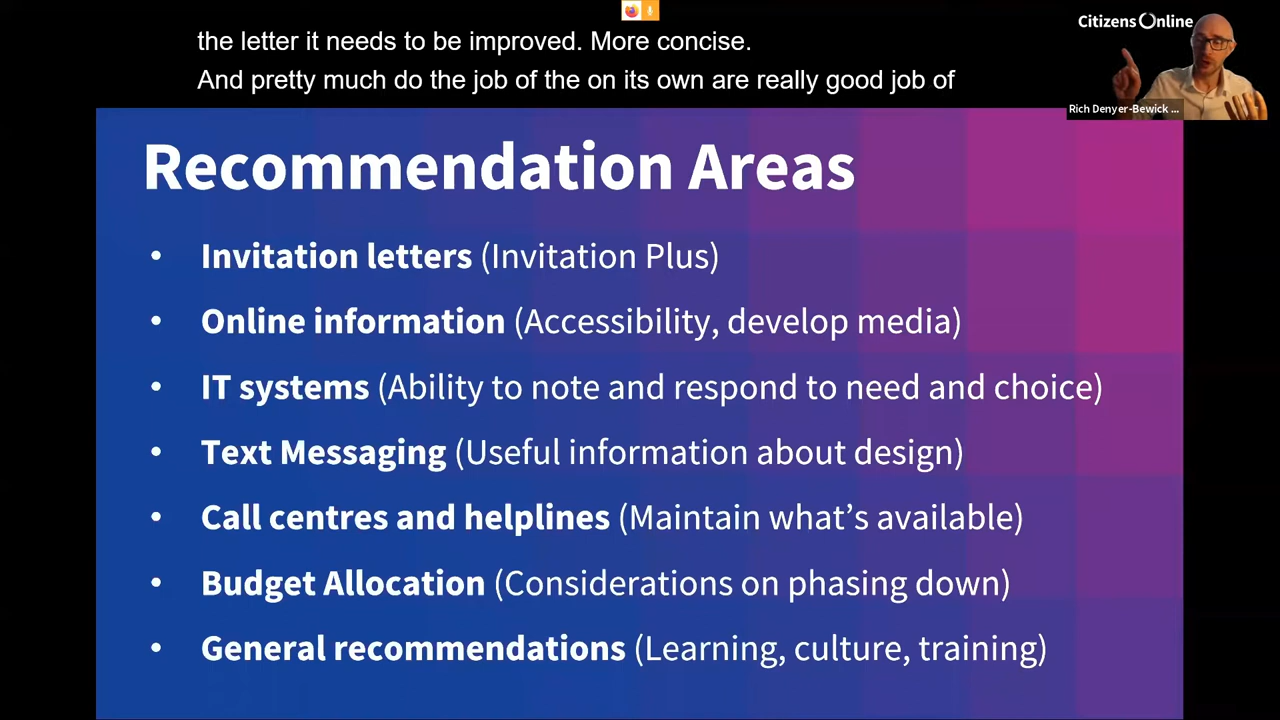 the letter it needs to be improved. More concise.
And pretty much do the job of the on its own are really good job of
Citizens Online
Rich Denyer-Bewick ...
Recommendation Areas
• Invitation letters (Invitation Plus)
• Online information (Accessibility, develop media)
• IT systems (Ability to note and respond to need and choice)
• Text Messaging (Useful information about design)
• Call centres and helplines (Maintain what’s available)
• Budget Allocation (Considerations on phasing down)
• General recommendations (Learning, culture, training)